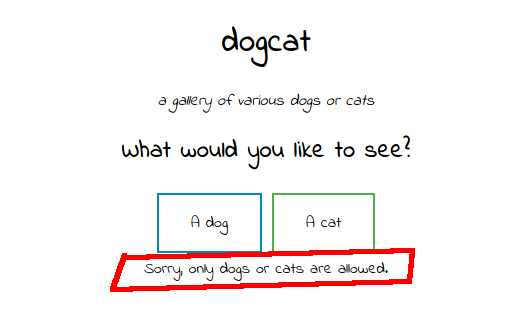 dogcat
a gallery of various dogs or cats
What would you like to see?
A dog A cat
Sorry, only dogs or cats are allowed.